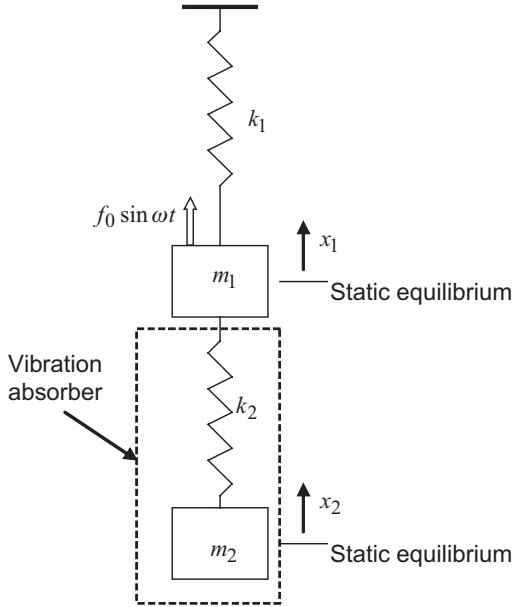 k₁
f₀ sin ωt
x₁
m₁
Static equilibrium
Vibration
absorber
k₂
x₂
m₂
Static equilibrium